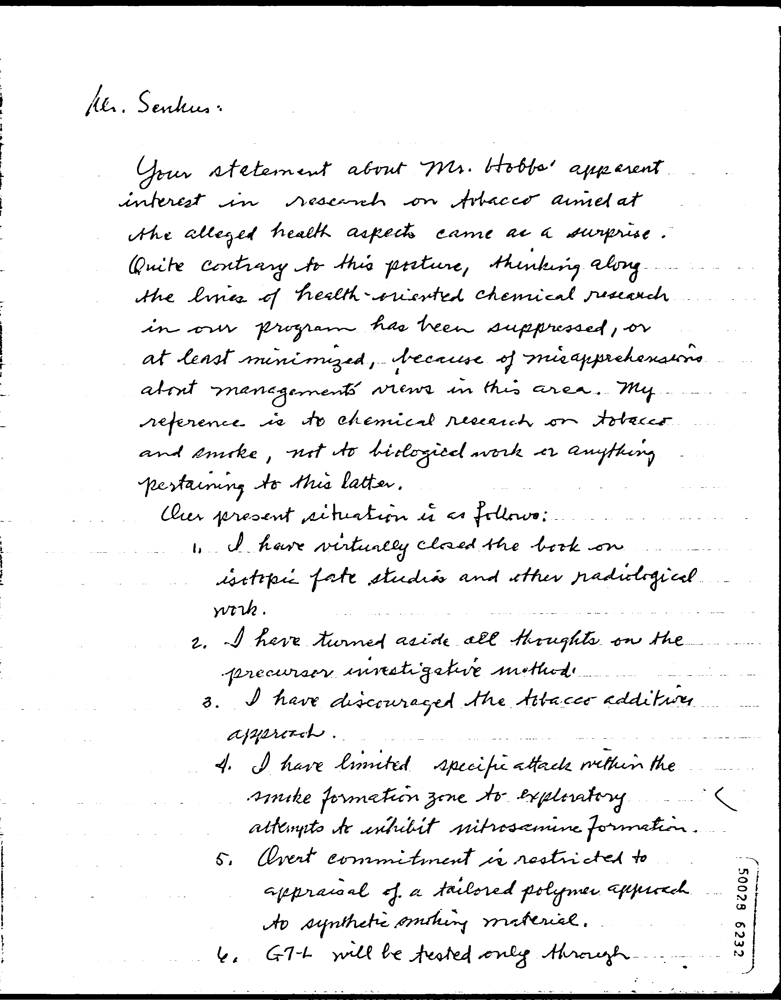 Mr. Senkus:
Your statement about Mr. Hobbs' apparent
interest in research on tobacco aimed at
the alleged health aspects came as a surprise.
Quite contrary to this posture, thinking along
the lines of health-oriented chemical research
in our program has been suppressed, or
at least minimized, because of misapprehensions
about managements' views in this area. My
reference is to chemical research on tobacco
and smoke, not to biological work or anything
pertaining to this latter.
Our present situation is as follows:
1. I have virtually closed the book on
isotopic fate studies and other radiological
work.
2. I have turned aside all thoughts on the
precursor investigative method.
3. I have discouraged the tobacco additives
approach.
4. I have limited specific attack within the
smoke formation zone to exploratory
attempts to inhibit nitrosamine formation.
5. Overt commitment is restricted to
appraisal of a tailored polymer approach
to synthetic smoking material.
6. G7-L will be tested only through
50028 6232